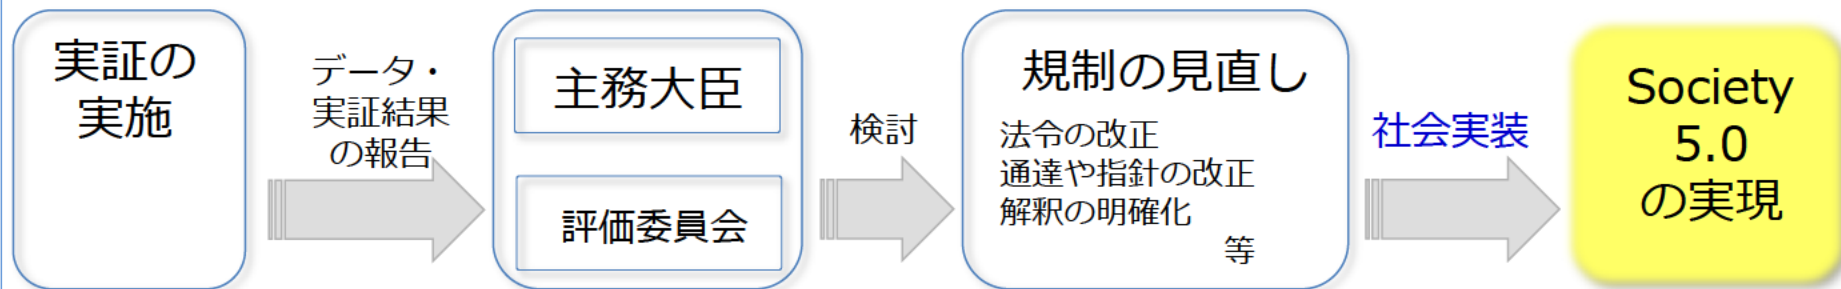 実証の
実施
データ・
実証結果
の報告
主務大臣
評価委員会
検討
規制の見直し
法令の改正
通達や指針の改正
解釈の明確化
等
社会実装
Society
5.0
の実現